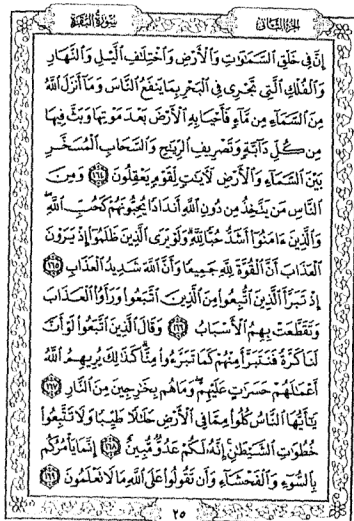 سورة البقرة
الجزء الثاني
إِنَّ فِي خَلْقِ السَّمَٰوَٰتِ وَالْأَرْضِ وَاخْتِلَٰفِ الَّيْلِ وَالنَّهَارِ
وَالْفُلْكِ الَّتِي تَجْرِي فِي الْبَحْرِ بِمَا يَنفَعُ النَّاسَ وَمَا أَنزَلَ اللَّهُ
مِنَ السَّمَاءِ مِن مَّاءٍ فَأَحْيَا بِهِ الْأَرْضَ بَعْدَ مَوْتِهَا وَبَثَّ فِيهَا
مِن كُلِّ دَابَّةٍ وَتَصْرِيفِ الرِّيَٰحِ وَالسَّحَابِ الْمُسَخَّرِ
بَيْنَ السَّمَاءِ وَالْأَرْضِ لَآيَٰتٍ لِّقَوْمٍ يَعْقِلُونَ ١٦٤ وَمِنَ
النَّاسِ مَن يَتَّخِذُ مِن دُونِ اللَّهِ أَندَادًا يُحِبُّونَهُمْ كَحُبِّ اللَّهِ
وَالَّذِينَ ءَامَنُوا أَشَدُّ حُبًّا لِّلَّهِ وَلَوْ يَرَى الَّذِينَ ظَلَمُوا إِذْ يَرَوْنَ
الْعَذَابَ أَنَّ الْقُوَّةَ لِلَّهِ جَمِيعًا وَأَنَّ اللَّهَ شَدِيدُ الْعَذَابِ ١٦٥
إِذْ تَبَرَّأَ الَّذِينَ اتُّبِعُوا مِنَ الَّذِينَ اتَّبَعُوا وَرَأَوُا الْعَذَابَ
وَتَقَطَّعَتْ بِهِمُ الْأَسْبَابُ ١٦٦ وَقَالَ الَّذِينَ اتَّبَعُوا لَوْ أَنَّ
لَنَا كَرَّةً فَنَتَبَرَّأَ مِنْهُمْ كَمَا تَبَرَّءُوا مِنَّا كَذَٰلِكَ يُرِيهِمُ اللَّهُ
أَعْمَٰلَهُمْ حَسَرَٰتٍ عَلَيْهِمْ وَمَا هُم بِخَٰرِجِينَ مِنَ النَّارِ ١٦٧
يَٰأَيُّهَا النَّاسُ كُلُوا مِمَّا فِي الْأَرْضِ حَلَٰلًا طَيِّبًا وَلَا تَتَّبِعُوا
خُطُوَٰتِ الشَّيْطَٰنِ إِنَّهُ لَكُمْ عَدُوٌّ مُّبِينٌ ١٦٨ إِنَّمَا يَأْمُرُكُم
بِالسُّوءِ وَالْفَحْشَاءِ وَأَن تَقُولُوا عَلَى اللَّهِ مَا لَا تَعْلَمُونَ ١٦٩
٢٥